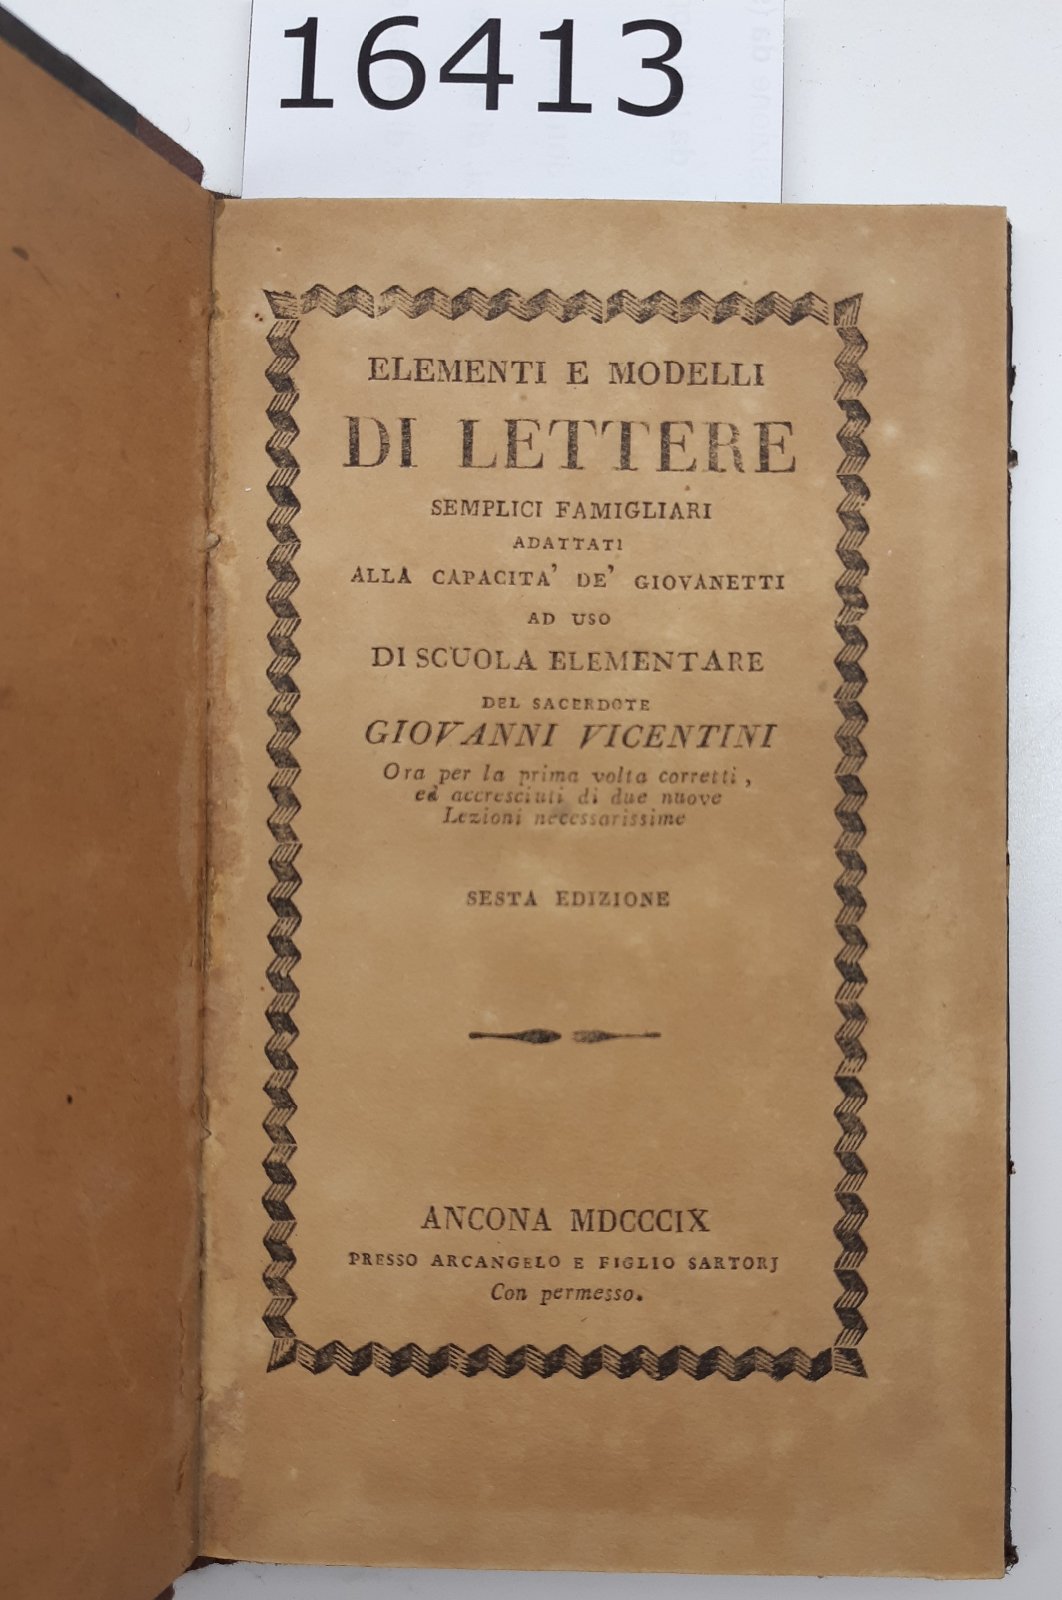 16413
ELEMENTI E MODELLI
DI LETTERE
SEMPLICI FAMIGLIARI
ADATTATI
ALLA CAPACITA' DE' GIOVANETTI
AD USO
DI SCUOLA ELEMENTARE
DEL SACERDOTE
GIOVANNI VICENTINI
Ora per la prima volta corretti,
ed accresciuti di due nuove
Lezioni necessarissime
SESTA EDIZIONE
ANCONA MDCCCIX
PRESSO ARCANGELO E FIGLIO SARTORJ
Con permesso.